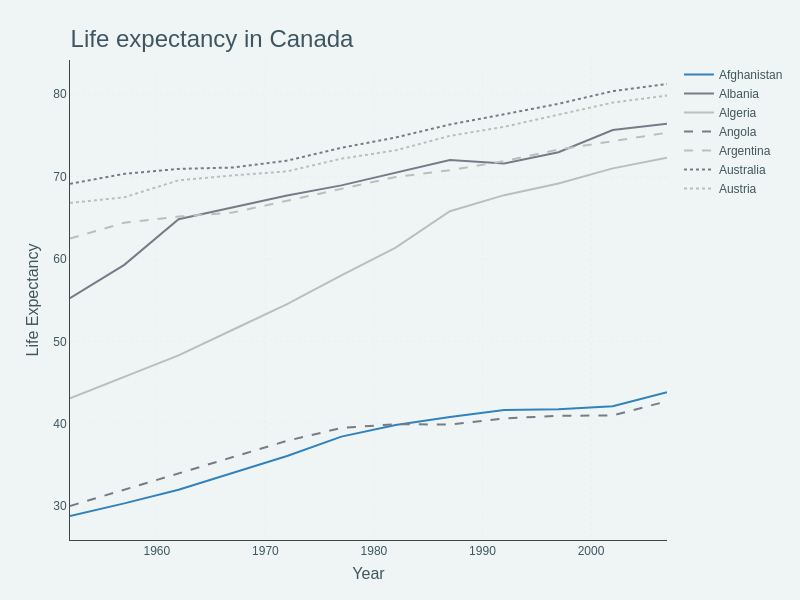 Life expectancy in Canada
Afghanistan
Albania
Algeria
Angola
Argentina
Australia
Austria
Life Expectancy
80
70
60
50
40
30
1960
1970
1980
1990
2000
Year